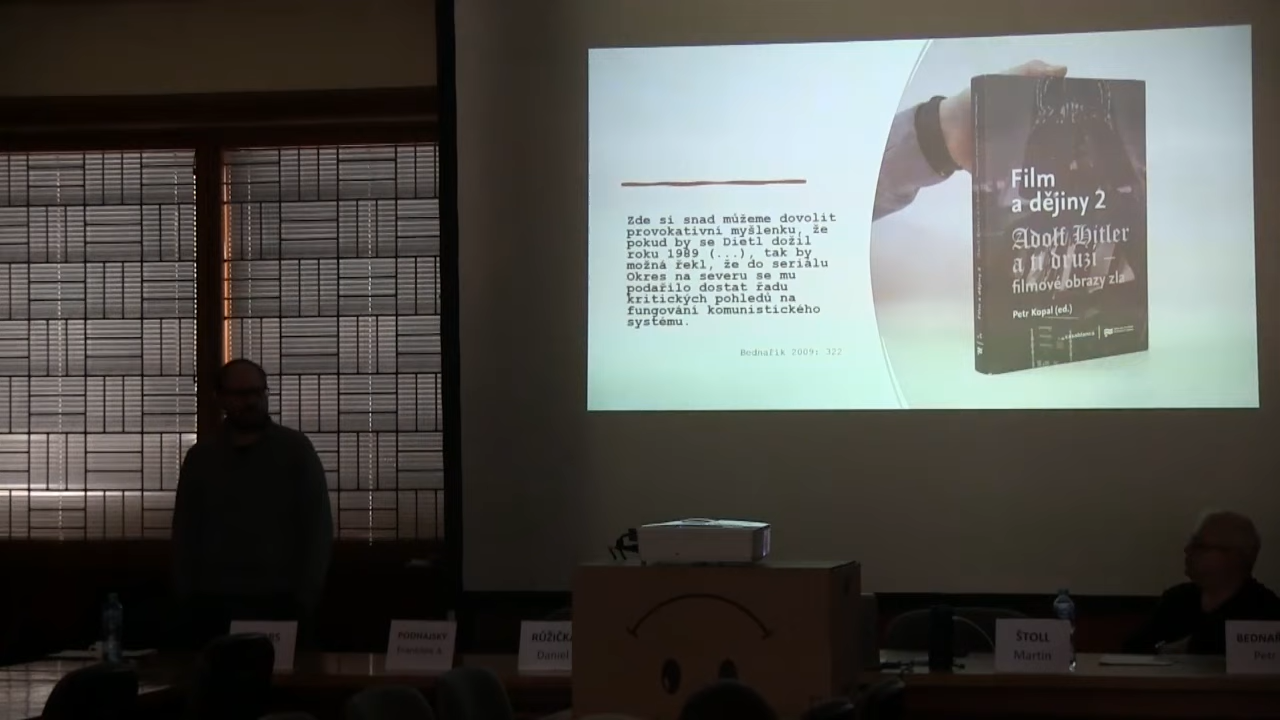 Zde si snad můžeme dovolit
provokativní myšlenku, že
pokud by se Dietl dožil
roku 1989 (...), tak by
možná řekl, že do seriálu
Okres na severu se mu
podařilo dostat řadu
kritických pohledů na
fungování komunistického
systému.
Bednařík 2009: 322
Film
a dějiny 2
Adolf Hitler
a ti druzí –
filmové obrazy zla
Petr Kopal (ed.)
PODHAJSKÝ
František A.
RŮŽIČKA
Daniel
ŠTOLL
Martin
BEDNAŘ
Petr